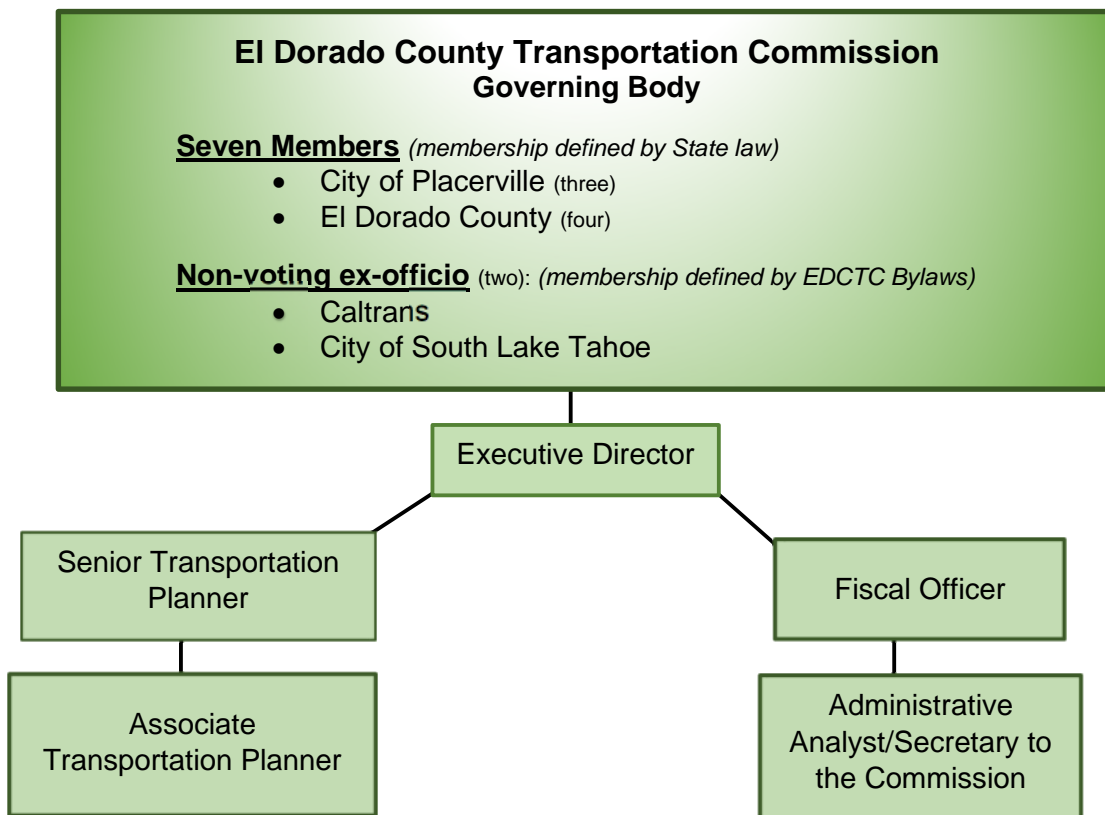 El Dorado County Transportation Commission
Governing Body
Seven Members (membership defined by State law)
• City of Placerville (three)
• El Dorado County (four)
Non-voting ex-officio (two): (membership defined by EDCTC Bylaws)
• Caltrans
• City of South Lake Tahoe
Executive Director
Senior Transportation
Planner
Fiscal Officer
Associate
Transportation Planner
Administrative
Analyst/Secretary to
the Commission